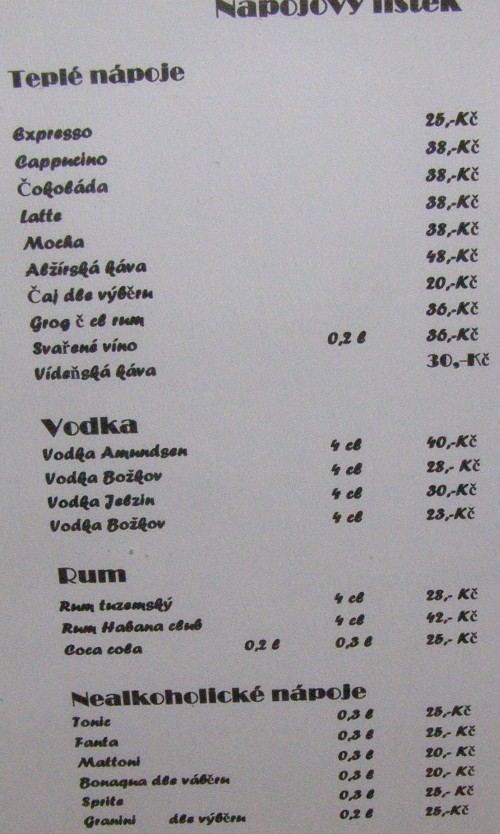 Nápojový lístek
Teplé nápoje
Expresso 25,-Kč
Cappucino 38,-Kč
Čokoláda 38,-Kč
Latte 38,-Kč
Mocha 38,-Kč
Alžírská káva 48,-Kč
Čaj dle výběru 20,-Kč
Grog č cl rum 36,-Kč
Svařené víno 0,2 l 36,-Kč
Vídeňská káva 30,-Kč
Vodka
Vodka Amundsen 4 cl 40,-Kč
Vodka Božkov 4 cl 28,- Kč
Vodka Jelzin 4 cl 30,-Kč
Vodka Božkov 4 cl 23,-Kč
Rum
Rum tuzemský 4 cl 28,- Kč
Rum Habana club 4 cl 42,- Kč
Coca cola 0,2 l 0,3 l 25,- Kč
Nealkoholické nápoje
Tonic 0,3 l 25,-Kč
Fanta 0,3 l 25,- Kč
Mattoni 0,3 l 20,- Kč
Bonaqua dle váběru 0,3 l 20,- Kč
Sprite 0,3 l 25,- Kč
Granini dle výběru 0,2 l 25,-Kč